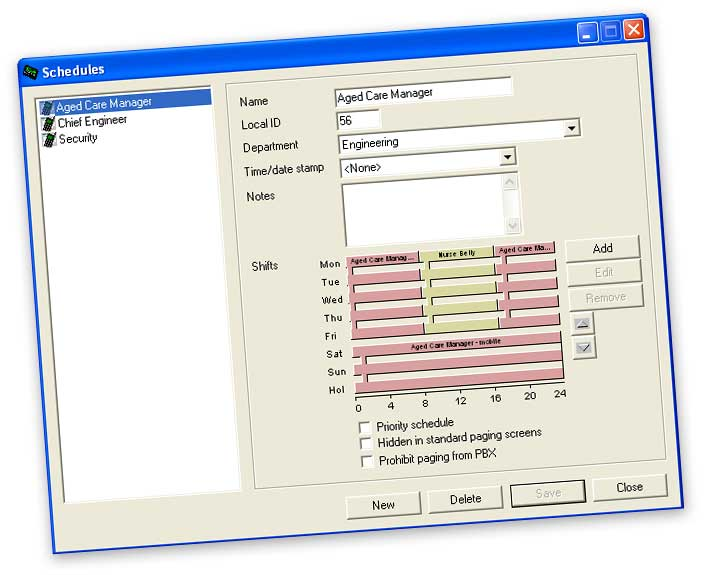 Schedules
Aged Care Manager
Chief Engineer
Security
Name
Aged Care Manager
Local ID
56
Department
Engineering
Time/date stamp
<None>
Notes
Shifts
Aged Care Manag...
Nurse Belly
Aged Care Ma...
Mon
Tue
Wed
Thu
Fri
Sat
Aged Care Manager - mobile
Sun
Hol
0 4 8 12 16 20 24
Add
Edit
Remove
Priority schedule
Hidden in standard paging screens
Prohibit paging from PBX
New
Delete
Save
Close